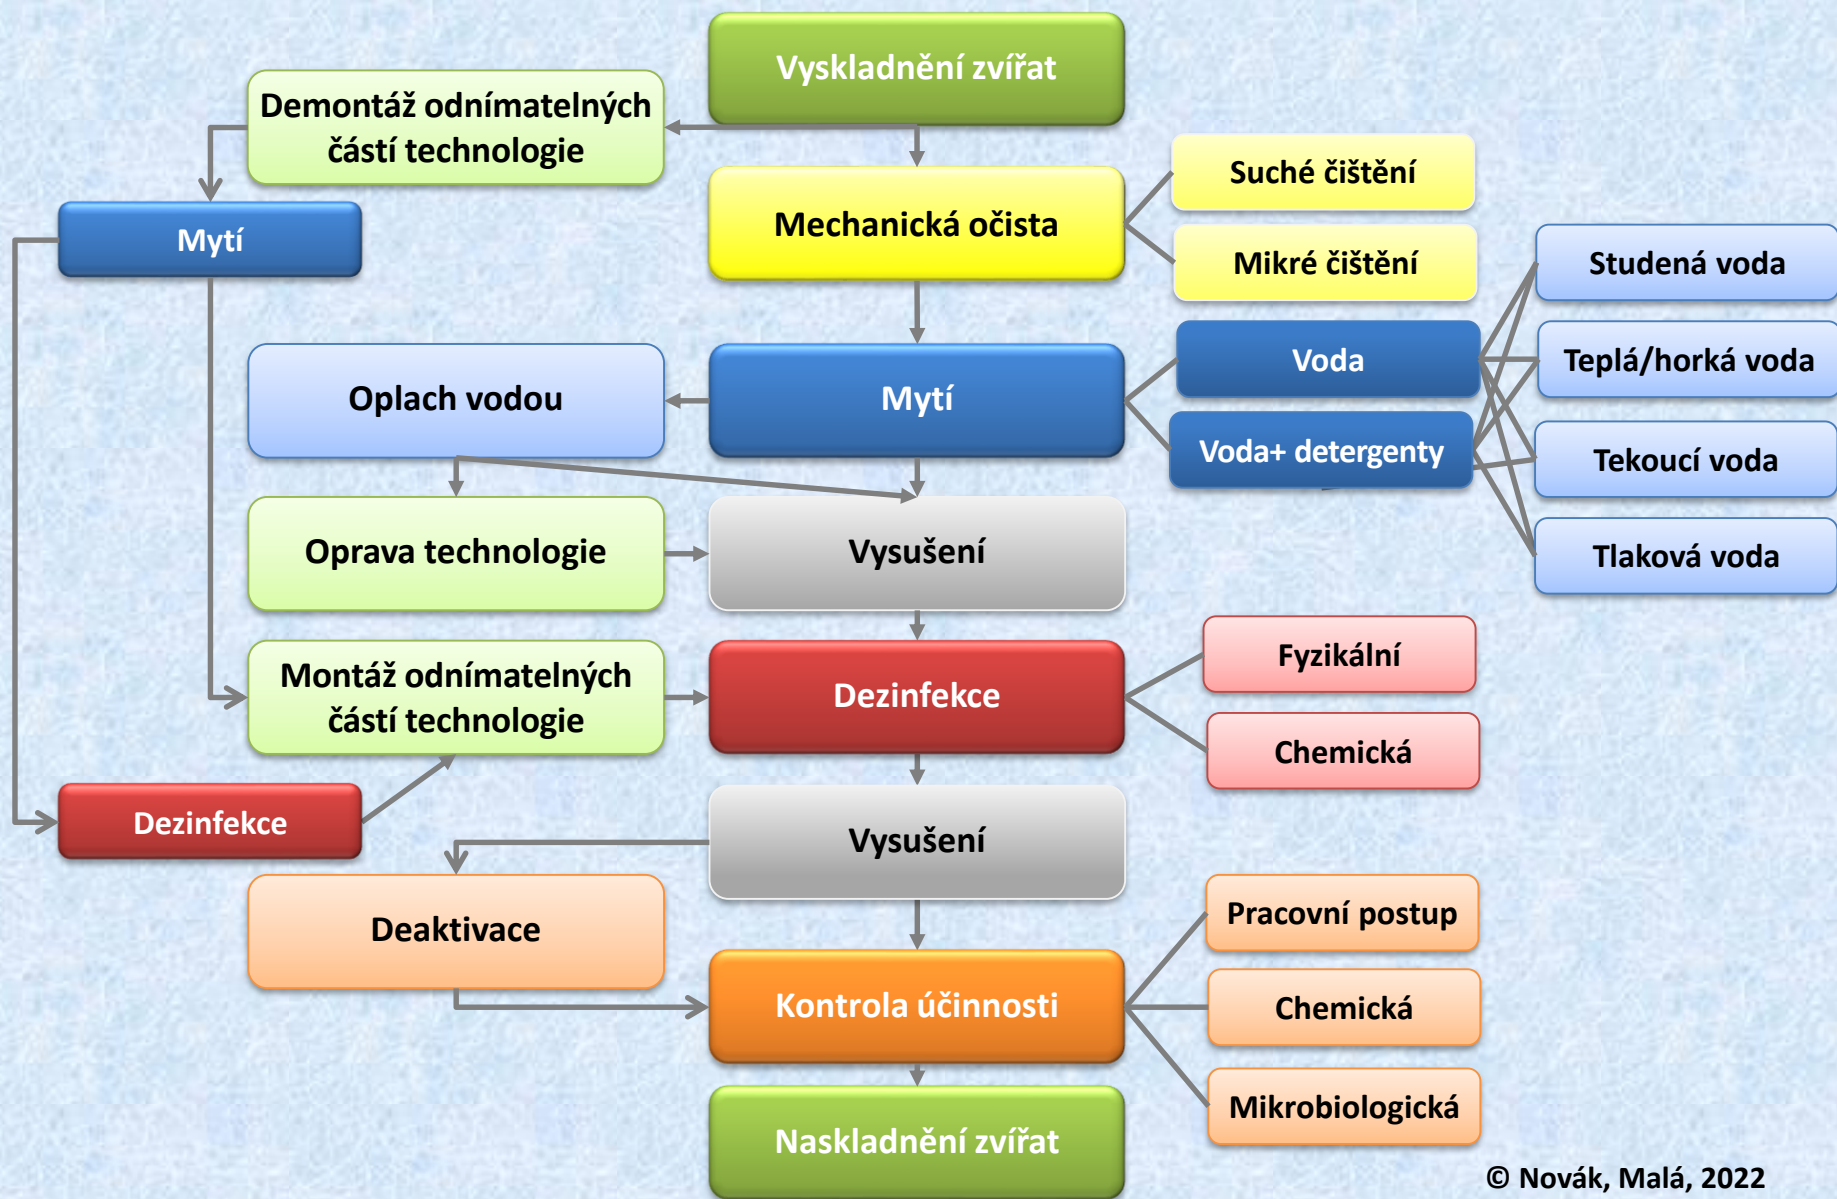 Vyskladnění zvířat
Demontáž odnímatelných
částí technologie
Suché čištění
Mechanická očista
Mytí
Mikré čištění
Studená voda
Voda
Teplá/horká voda
Oplach vodou
Mytí
Voda+ detergenty
Tekoucí voda
Oprava technologie
Vysušení
Tlaková voda
Fyzikální
Montáž odnímatelných
částí technologie
Dezinfekce
Chemická
Dezinfekce
Vysušení
Deaktivace
Pracovní postup
Kontrola účinnosti
Chemická
Mikrobiologická
Naskladnění zvířat
© Novák, Malá, 2022